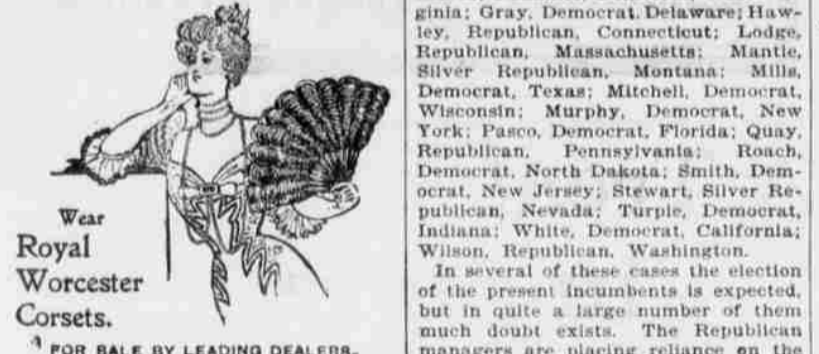 Wear
Royal
Worcester
Corsets.
FOR SALE BY LEADING DEALERS.
ginia; Gray, Democrat, Delaware; Haw-
ley, Republican, Connecticut; Lodge,
Republican, Massachusetts; Mantle,
Silver Republican, Montana; Mills,
Democrat, Texas; Mitchell, Democrat,
Wisconsin; Murphy, Democrat, New
York; Pasco, Democrat, Florida; Quay,
Republican, Pennsylvania; Roach,
Democrat, North Dakota; Smith, Dem-
ocrat, New Jersey; Stewart, Silver Re-
publican, Nevada; Turpie, Democrat,
Indiana; White, Democrat, California;
Wilson, Republican, Washington.
In several of these cases the election
of the present incumbents is expected,
but in quite a large number of them
much doubt exists. The Republican
managers are placing reliance on the